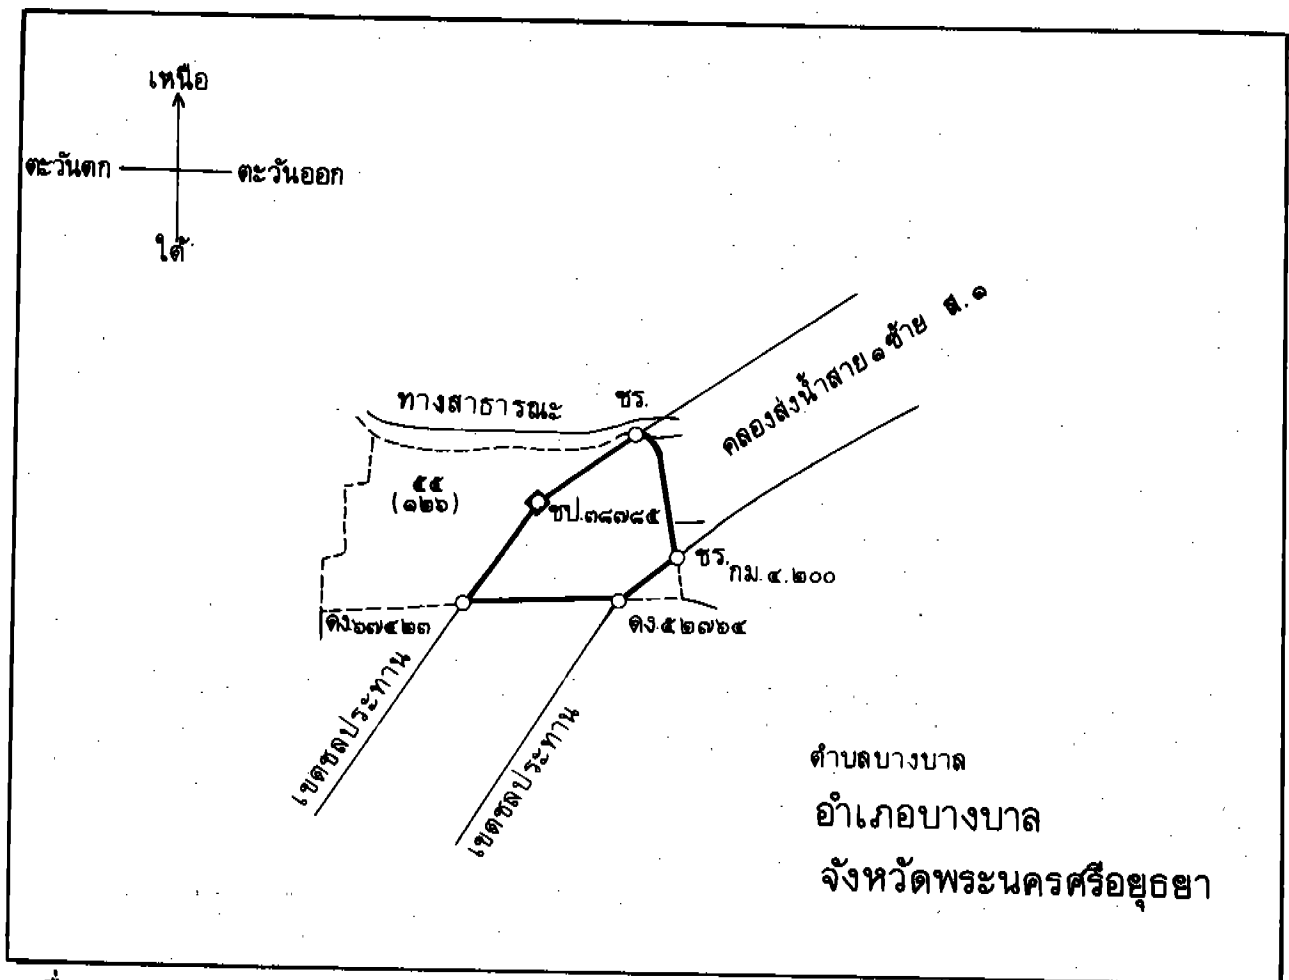 เหนือ
ตะวันตก
ตะวันออก
ใต้
คลองส่งน้ำสาย ๑ ซ้าย ส. ๑
ทางสาธารณะ
ชร.
๕๕
(๑๒๖)
ชป.๓๘๗๘๕
ชร.
กม. ๔.๒๐๐
ดง.๖๗๕๒๓
ดง.๕๒๗๖๔
เขตชลประทาน
เขตชลประทาน
ตำบลบางบาล
อำเภอบางบาล
จังหวัดพระนครศรีอยุธยา